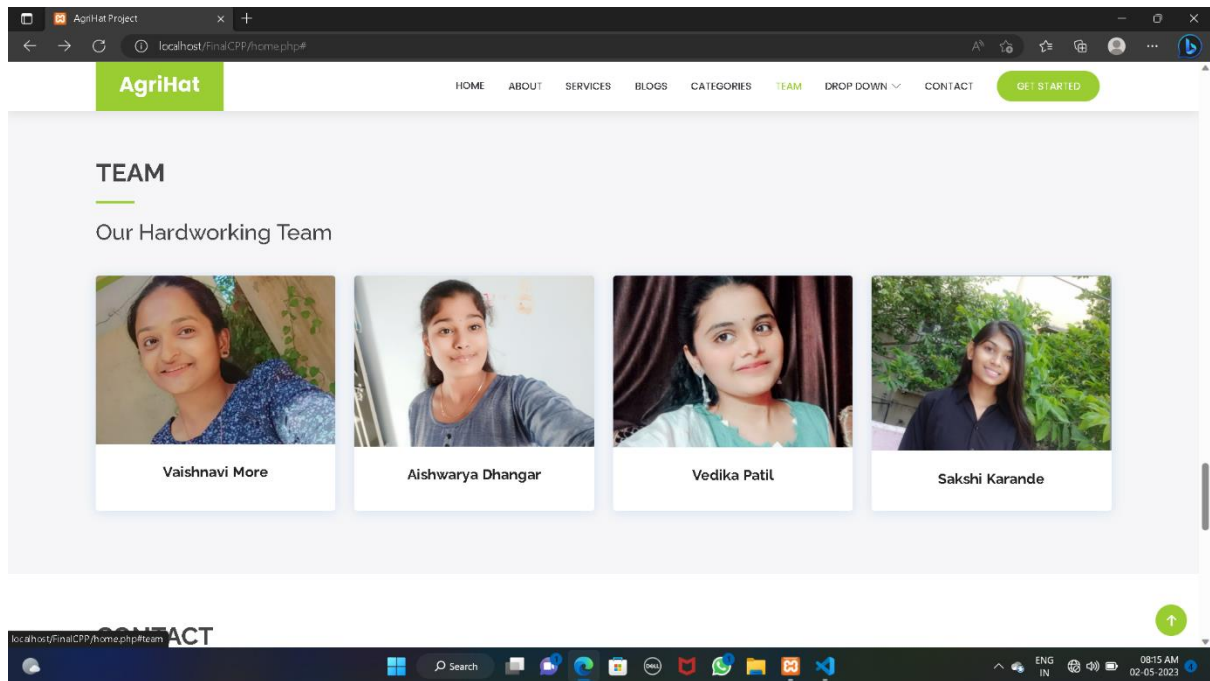 AgriHat Project
localhost/FinalCPP/home.php#
AgriHat
HOME ABOUT SERVICES BLOGS CATEGORIES TEAM DROP DOWN CONTACT GET STARTED
TEAM
Our Hardworking Team
Vaishnavi More
Aishwarya Dhangar
Vedika Patil
Sakshi Karande
CONTACT
localhost/FinalCPP/home.php#team
Search
DELL
ENG
IN
08:15 AM
02-05-2023